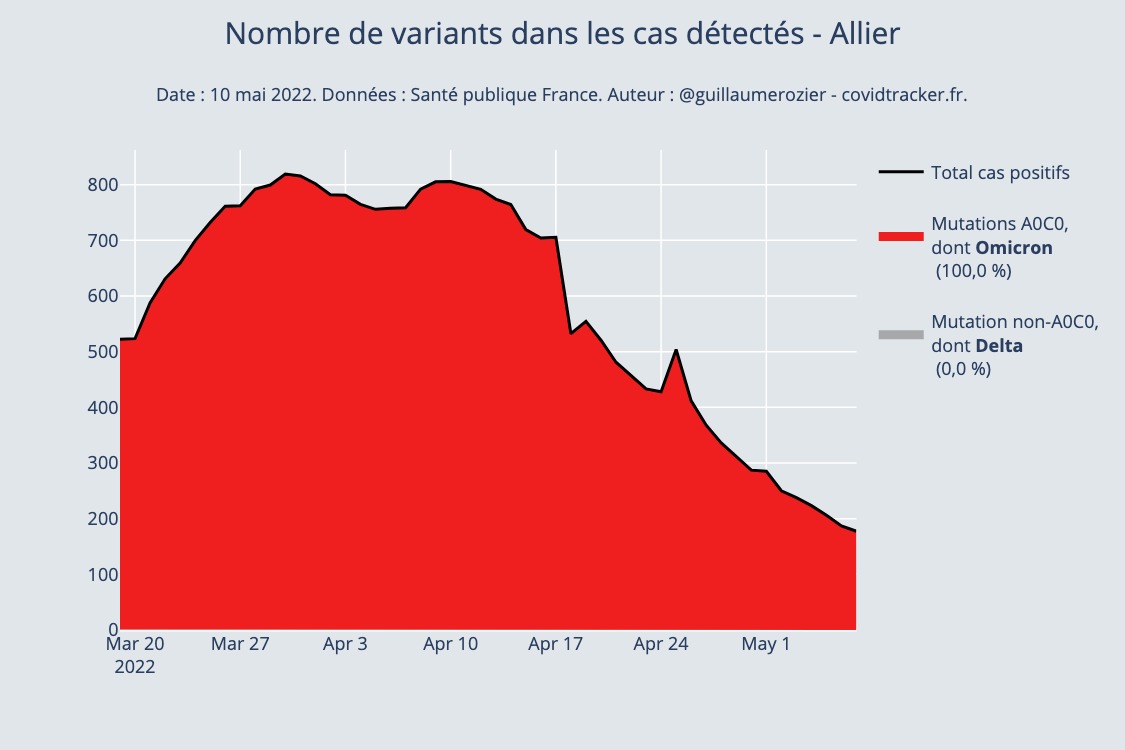 Nombre de variants dans les cas détectés - Allier
Date : 10 mai 2022. Données : Santé publique France. Auteur : @guillaumerozier - covidtracker.fr.
800
700
600
500
400
300
200
100
0
Mar 20
2022
Mar 27
Apr 3
Apr 10
Apr 17
Apr 24
May 1
Total cas positifs
Mutations A0C0,
dont Omicron
(100,0 %)
Mutation non-A0C0,
dont Delta
(0,0 %)